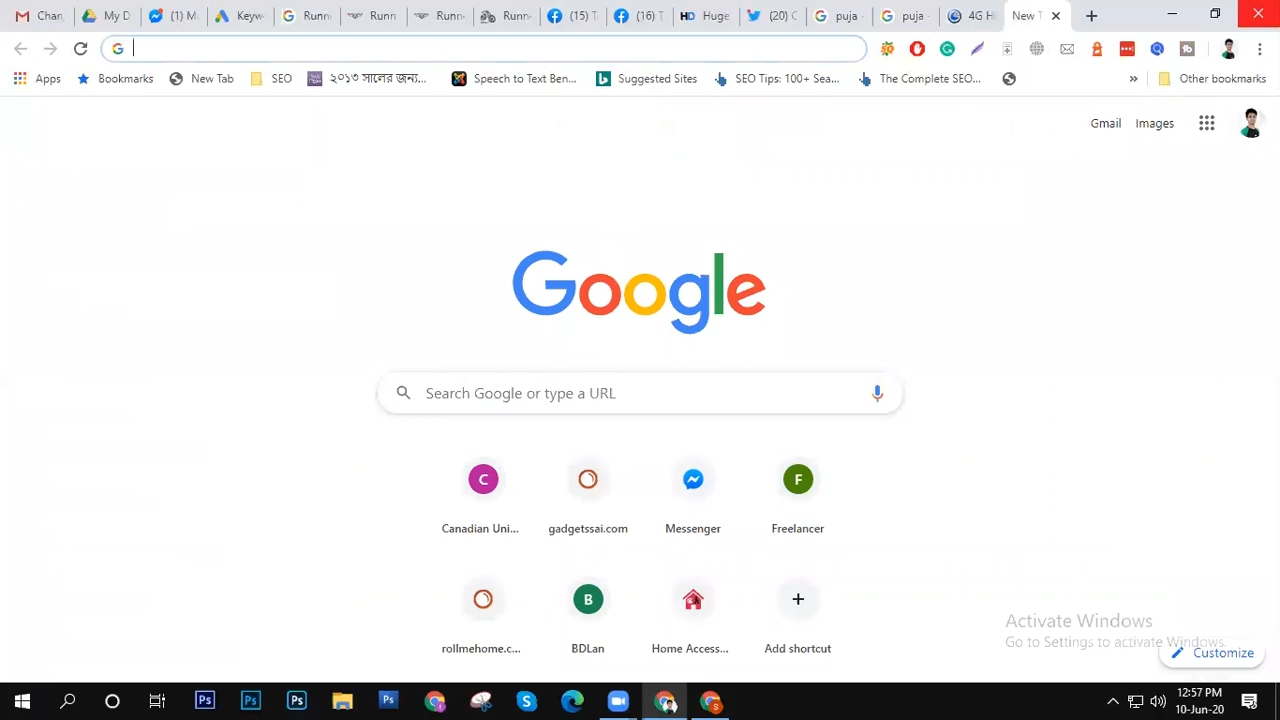 Chan
My D
(1) M
Keyw
Runn
Runn
Runn
Runn
(15) T
(16) T
HD Huge
(20) C
puja
puja
4G Hi
New T
Apps
Bookmarks
New Tab
SEO
২০১৩ সালের জন্য...
Speech to Text Ben...
Suggested Sites
SEO Tips: 100+ Sea...
The Complete SEO...
»
Other bookmarks
Gmail
Images
Google
Search Google or type a URL
C
F
Canadian Uni...
gadgetssai.com
Messenger
Freelancer
B
rollmehome.c...
BDLan
Home Access...
Add shortcut
Activate Windows
Go to Settings to activate Windows.
Customize
12:57 PM
10-Jun-20